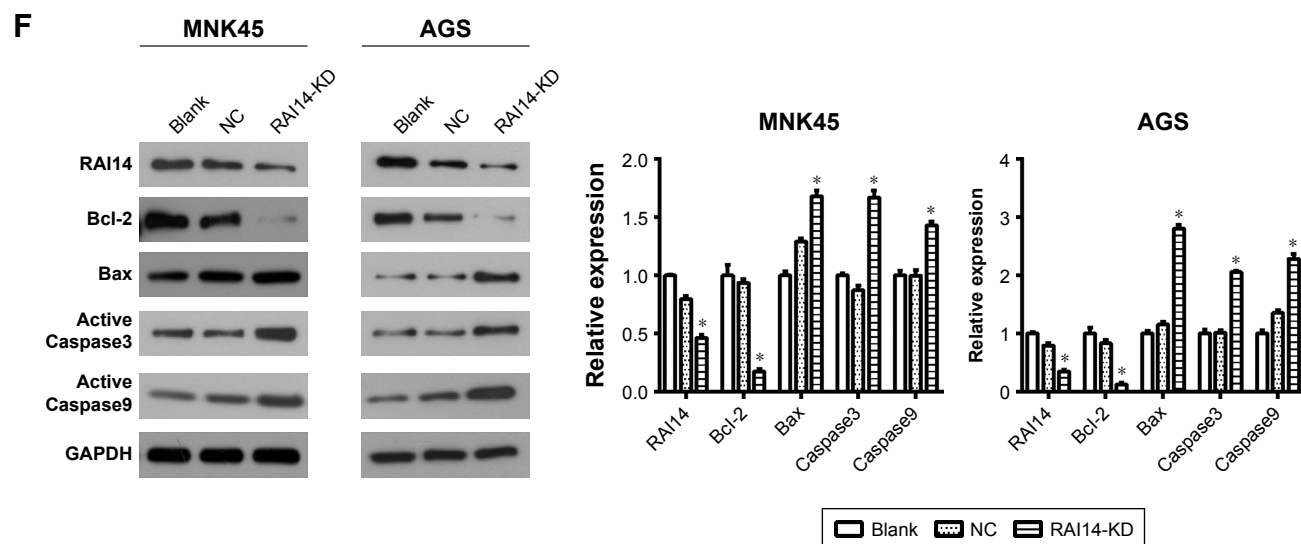 F
MNK45
AGS
Blank
NC
RAI14-KD
Blank
NC
RAI14-KD
RAI14
Bcl-2
Bax
Active
Caspase3
Active
Caspase9
GAPDH
MNK45
Relative expression
2.0
1.5
1.0
0.5
0.0
*
*
*
*
*
RAI14
Bcl-2
Bax
Caspase3
Caspase9
AGS
Relative expression
4
3
2
1
0
*
*
*
*
*
RAI14
Bcl-2
Bax
Caspase3
Caspase9
Blank NC RAI14-KD